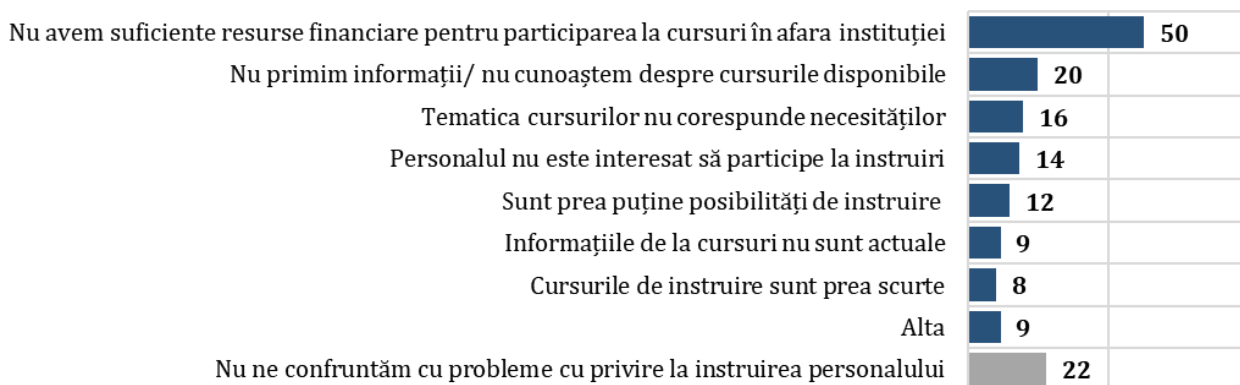 Nu avem suficiente resurse financiare pentru participarea la cursuri în afara instituției 50
Nu primim informații/ nu cunoaștem despre cursurile disponibile 20
Tematica cursurilor nu corespunde necesităților 16
Personalul nu este interesat să participe la instruiri 14
Sunt prea puține posibilități de instruire 12
Informațiile de la cursuri nu sunt actuale 9
Cursurile de instruire sunt prea scurte 8
Alta 9
Nu ne confruntăm cu probleme cu privire la instruirea personalului 22